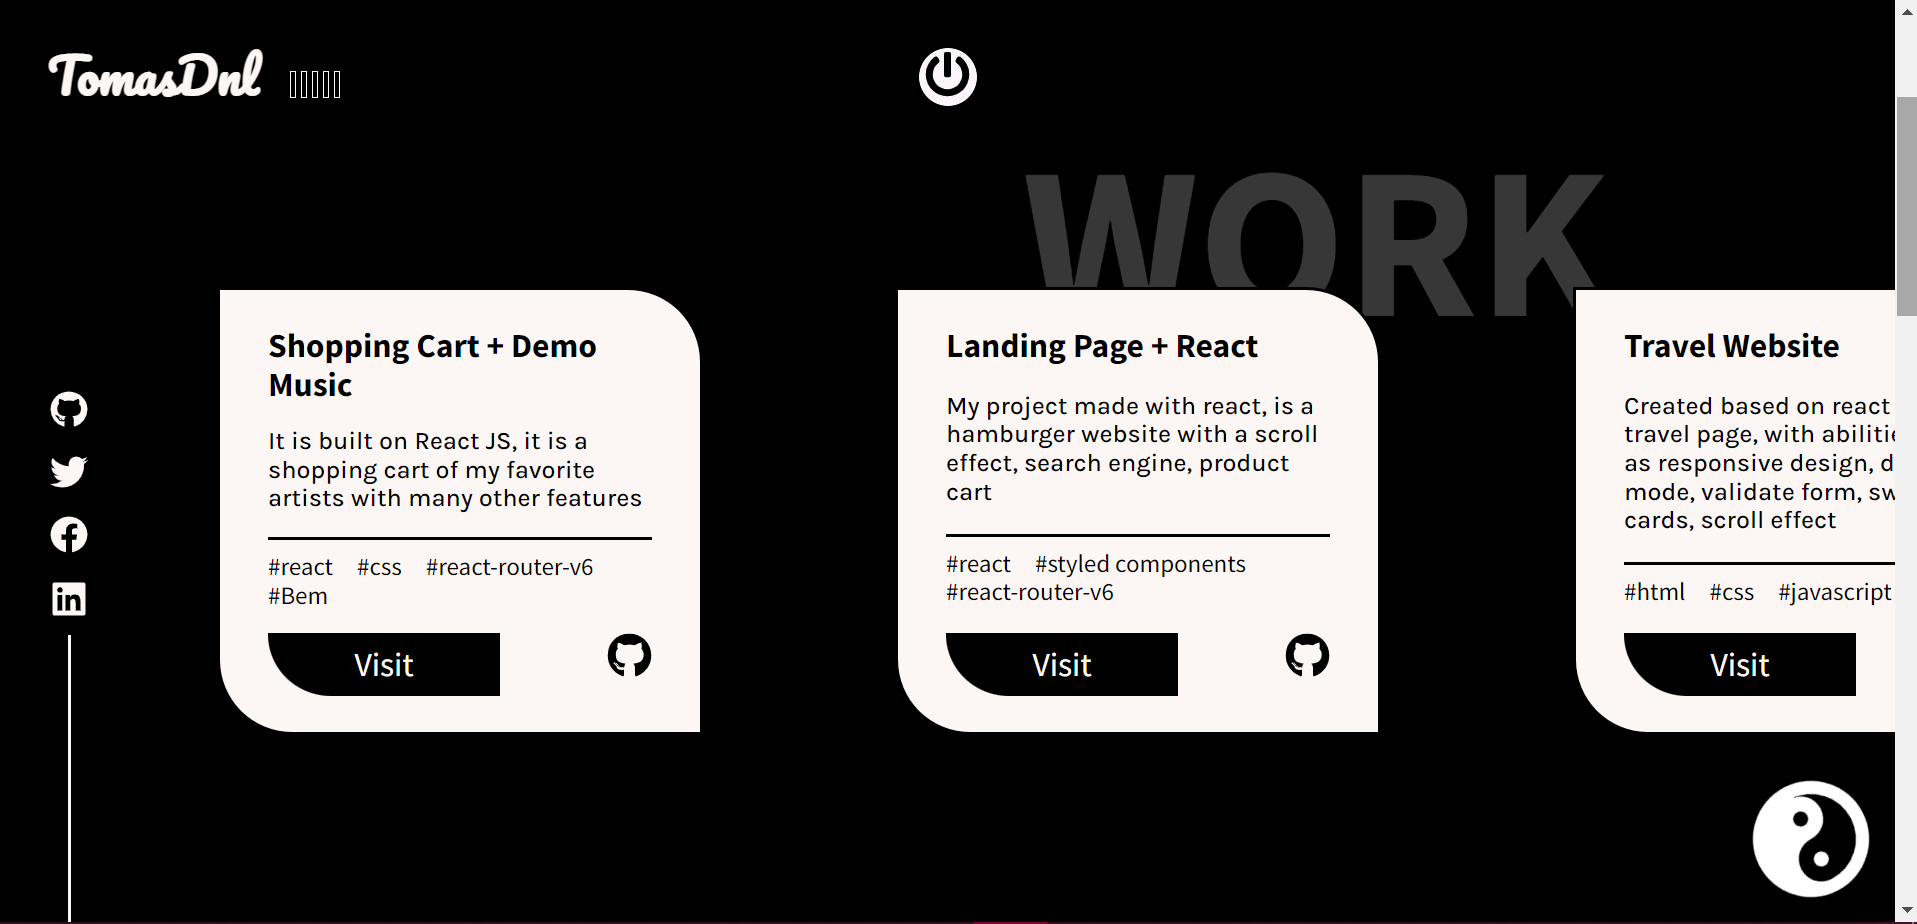 TomasDnl
WORK
Shopping Cart + Demo
Music
It is built on React JS, it is a
shopping cart of my favorite
artists with many other features
#react #css #react-router-v6
#Bem
Visit
Landing Page + React
My project made with react, is a
hamburger website with a scroll
effect, search engine, product
cart
#react #styled components
#react-router-v6
Visit
Travel Website
Created based on react
travel page, with abilitie
as responsive design, d
mode, validate form, sw
cards, scroll effect
#html #css #javascript
Visit